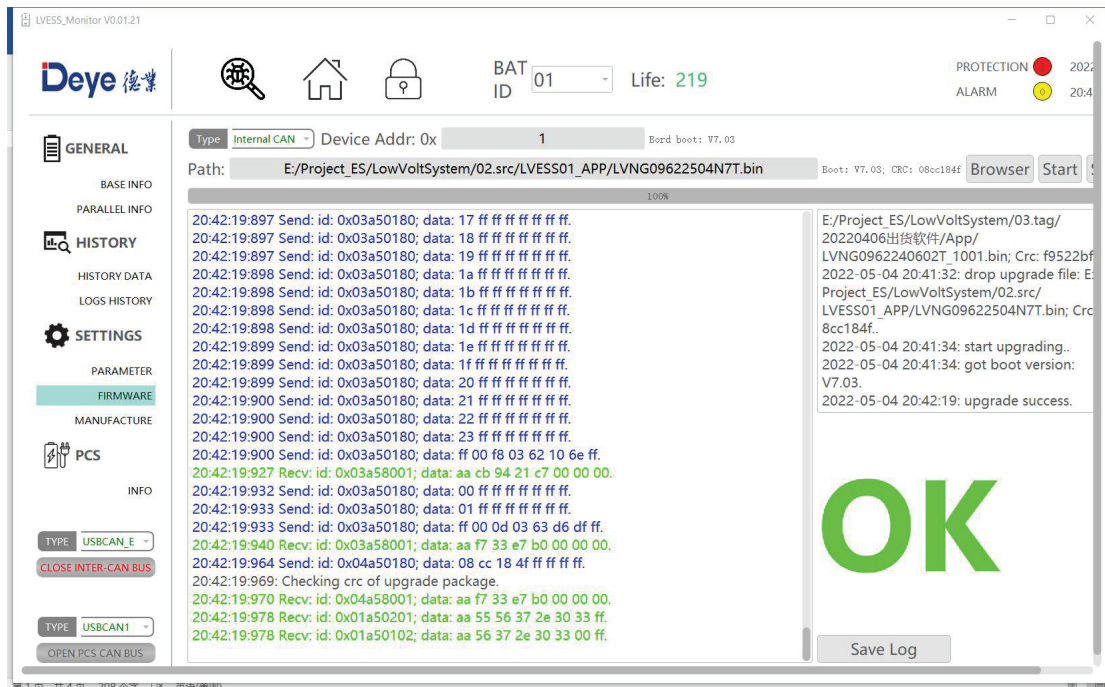 LVESS_Monitor V0.01.21
Deye 德業
BAT ID 01
Life: 219
PROTECTION
2022
ALARM 0
20:4
GENERAL
BASE INFO
PARALLEL INFO
HISTORY
HISTORY DATA
LOGS HISTORY
SETTINGS
PARAMETER
FIRMWARE
MANUFACTURE
PCS
INFO
TYPE USBCAN_E
CLOSE INTER-CAN BUS
TYPE USBCAN1
OPEN PCS CAN BUS
Type Internal CAN Device Addr: 0x 1 Bord boot: V7.03
Path: E:/Project_ES/LowVoltSystem/02.src/LVESS01_APP/LVNG09622504N7T.bin Boot: V7.03; CRC: 08cc184f Browser Start S
100%
20:42:19:897 Send: id: 0x03a50180; data: 17 ff ff ff ff ff ff ff.
20:42:19:897 Send: id: 0x03a50180; data: 18 ff ff ff ff ff ff ff.
20:42:19:897 Send: id: 0x03a50180; data: 19 ff ff ff ff ff ff ff.
20:42:19:898 Send: id: 0x03a50180; data: 1a ff ff ff ff ff ff ff.
20:42:19:898 Send: id: 0x03a50180; data: 1b ff ff ff ff ff ff ff.
20:42:19:898 Send: id: 0x03a50180; data: 1c ff ff ff ff ff ff ff.
20:42:19:898 Send: id: 0x03a50180; data: 1d ff ff ff ff ff ff ff.
20:42:19:899 Send: id: 0x03a50180; data: 1e ff ff ff ff ff ff ff.
20:42:19:899 Send: id: 0x03a50180; data: 1f ff ff ff ff ff ff ff.
20:42:19:899 Send: id: 0x03a50180; data: 20 ff ff ff ff ff ff ff.
20:42:19:900 Send: id: 0x03a50180; data: 21 ff ff ff ff ff ff ff.
20:42:19:900 Send: id: 0x03a50180; data: 22 ff ff ff ff ff ff ff.
20:42:19:900 Send: id: 0x03a50180; data: 23 ff ff ff ff ff ff ff.
20:42:19:900 Send: id: 0x03a50180; data: ff 00 f8 03 62 10 6e ff.
20:42:19:927 Recv: id: 0x03a58001; data: aa cb 94 21 c7 00 00 00.
20:42:19:932 Send: id: 0x03a50180; data: 00 ff ff ff ff ff ff ff.
20:42:19:933 Send: id: 0x03a50180; data: 01 ff ff ff ff ff ff ff.
20:42:19:933 Send: id: 0x03a50180; data: ff 00 0d 03 63 d6 df ff.
20:42:19:940 Recv: id: 0x03a58001; data: aa f7 33 e7 b0 00 00 00.
20:42:19:964 Send: id: 0x04a50180; data: 08 cc 18 4f ff ff ff ff.
20:42:19:969: Checking crc of upgrade package.
20:42:19:970 Recv: id: 0x04a58001; data: aa f7 33 e7 b0 00 00 00.
20:42:19:978 Recv: id: 0x01a50201; data: aa 55 56 37 2e 30 33 ff.
20:42:19:978 Recv: id: 0x01a50102; data: aa 56 37 2e 30 33 00 ff.
E:/Project_ES/LowVoltSystem/03.tag/
20220406出货软件/App/
LVNG0962240602T_1001.bin; Crc: f9522bf
2022-05-04 20:41:32: drop upgrade file: E:
Project_ES/LowVoltSystem/02.src/
LVESS01_APP/LVNG09622504N7T.bin; Crc
8cc184f..
2022-05-04 20:41:34: start upgrading..
2022-05-04 20:41:34: got boot version:
V7.03.
2022-05-04 20:42:19: upgrade success.
OK
Save Log